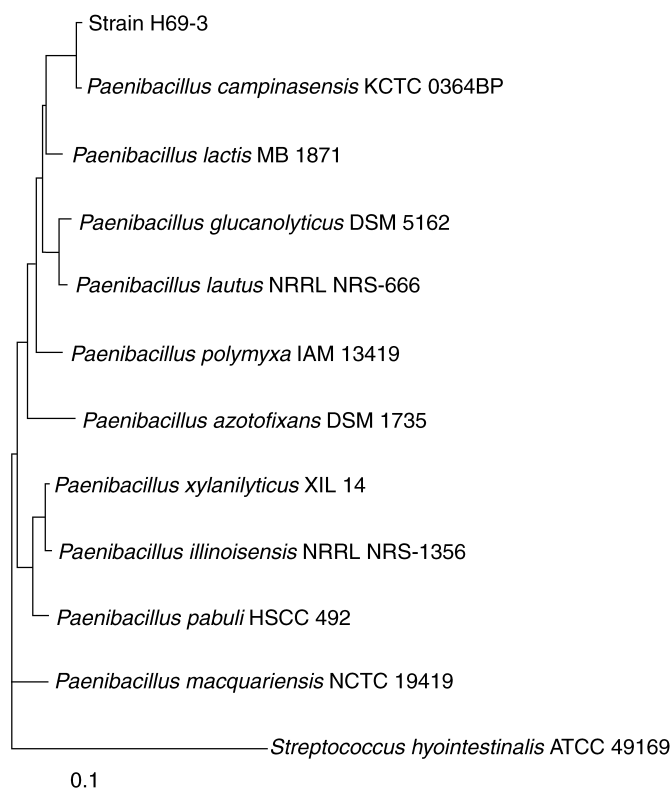 Strain H69-3
Paenibacillus campinasensis KCTC 0364BP
Paenibacillus lactis MB 1871
Paenibacillus glucanolyticus DSM 5162
Paenibacillus lautus NRRL NRS-666
Paenibacillus polymyxa IAM 13419
Paenibacillus azotofixans DSM 1735
Paenibacillus xylanilyticus XIL 14
Paenibacillus illinoisensis NRRL NRS-1356
Paenibacillus pabuli HSCC 492
Paenibacillus macquariensis NCTC 19419
Streptococcus hyointestinalis ATCC 49169
0.1